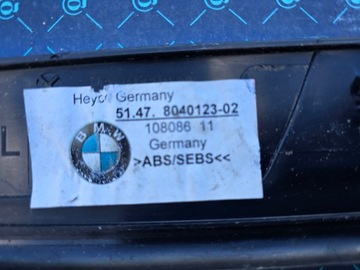 Heyco Germany
51.47. 8040123-02
108086 11
Germany
>ABS/SEBS<<
BMW
L